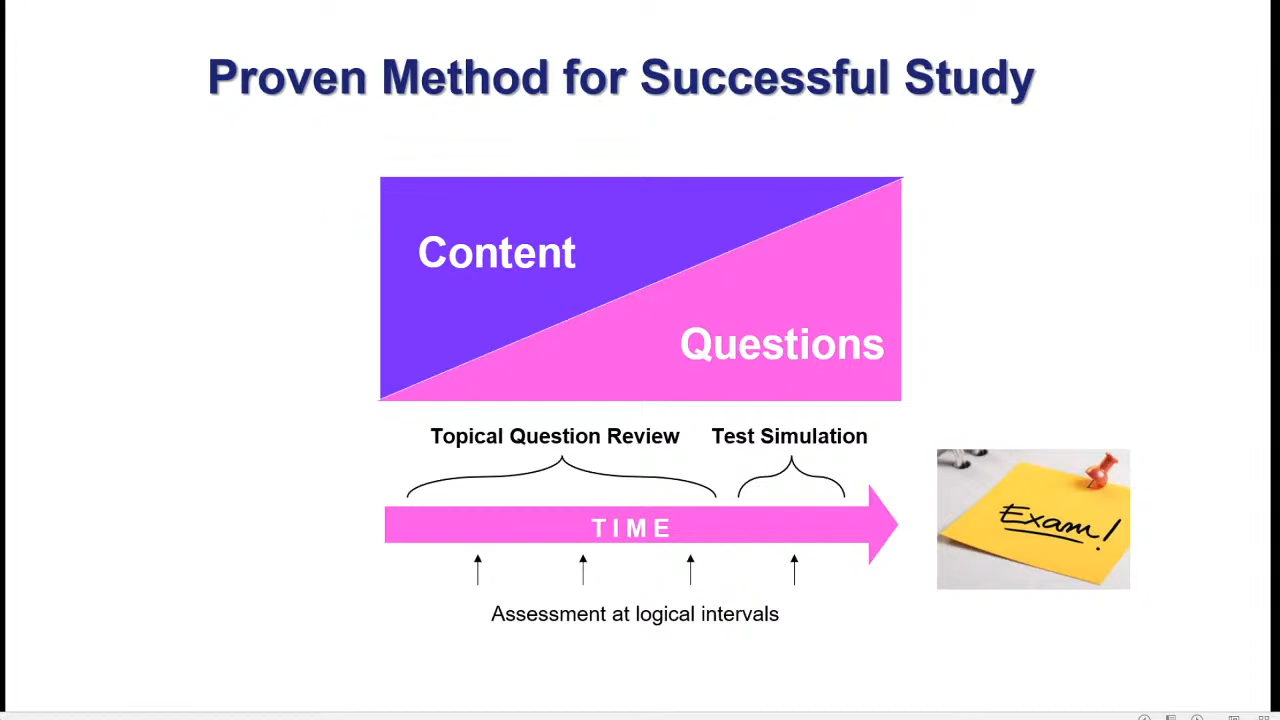 Proven Method for Successful Study
Content
Questions
Topical Question Review
Test Simulation
TIME
Exam!
Assessment at logical intervals